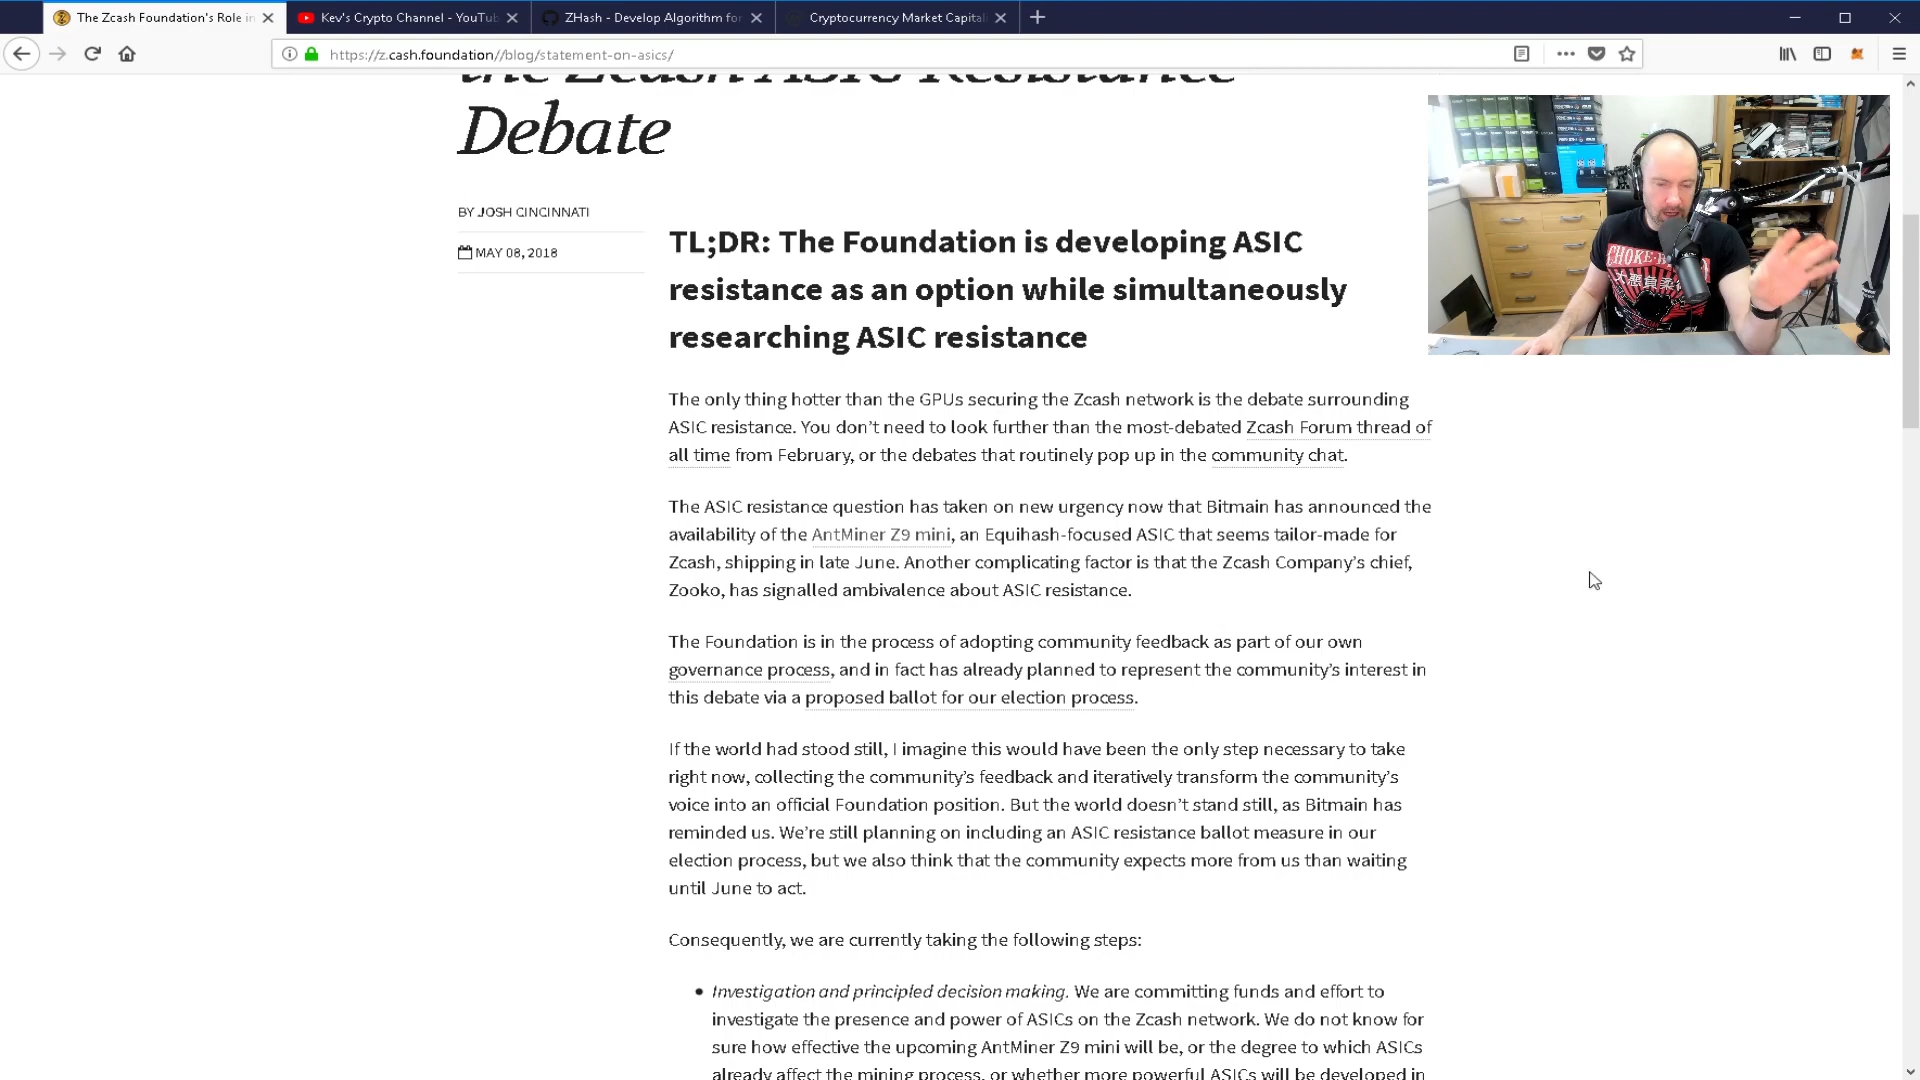 The Zcash Foundation's Role in
Kev's Crypto Channel - YouTub
ZHash - Develop Algorithm for
Cryptocurrency Market Capital
https://z.cash.foundation//blog/statement-on-asics/
the Zcash ASIC Resistance
Debate
BY JOSH CINCINNATI
MAY 08, 2018
TL;DR: The Foundation is developing ASIC
resistance as an option while simultaneously
researching ASIC resistance
The only thing hotter than the GPUs securing the Zcash network is the debate surrounding
ASIC resistance. You don’t need to look further than the most-debated Zcash Forum thread of
all time from February, or the debates that routinely pop up in the community chat.
The ASIC resistance question has taken on new urgency now that Bitmain has announced the
availability of the AntMiner Z9 mini, an Equihash-focused ASIC that seems tailor-made for
Zcash, shipping in late June. Another complicating factor is that the Zcash Company’s chief,
Zooko, has signalled ambivalence about ASIC resistance.
The Foundation is in the process of adopting community feedback as part of our own
governance process, and in fact has already planned to represent the community’s interest in
this debate via a proposed ballot for our election process.
If the world had stood still, I imagine this would have been the only step necessary to take
right now, collecting the community’s feedback and iteratively transform the community’s
voice into an official Foundation position. But the world doesn’t stand still, as Bitmain has
reminded us. We’re still planning on including an ASIC resistance ballot measure in our
election process, but we also think that the community expects more from us than waiting
until June to act.
Consequently, we are currently taking the following steps:
• Investigation and principled decision making. We are committing funds and effort to
investigate the presence and power of ASICs on the Zcash network. We do not know for
sure how effective the upcoming AntMiner Z9 mini will be, or the degree to which ASICs
already affect the mining process, or whether more powerful ASICs will be developed in